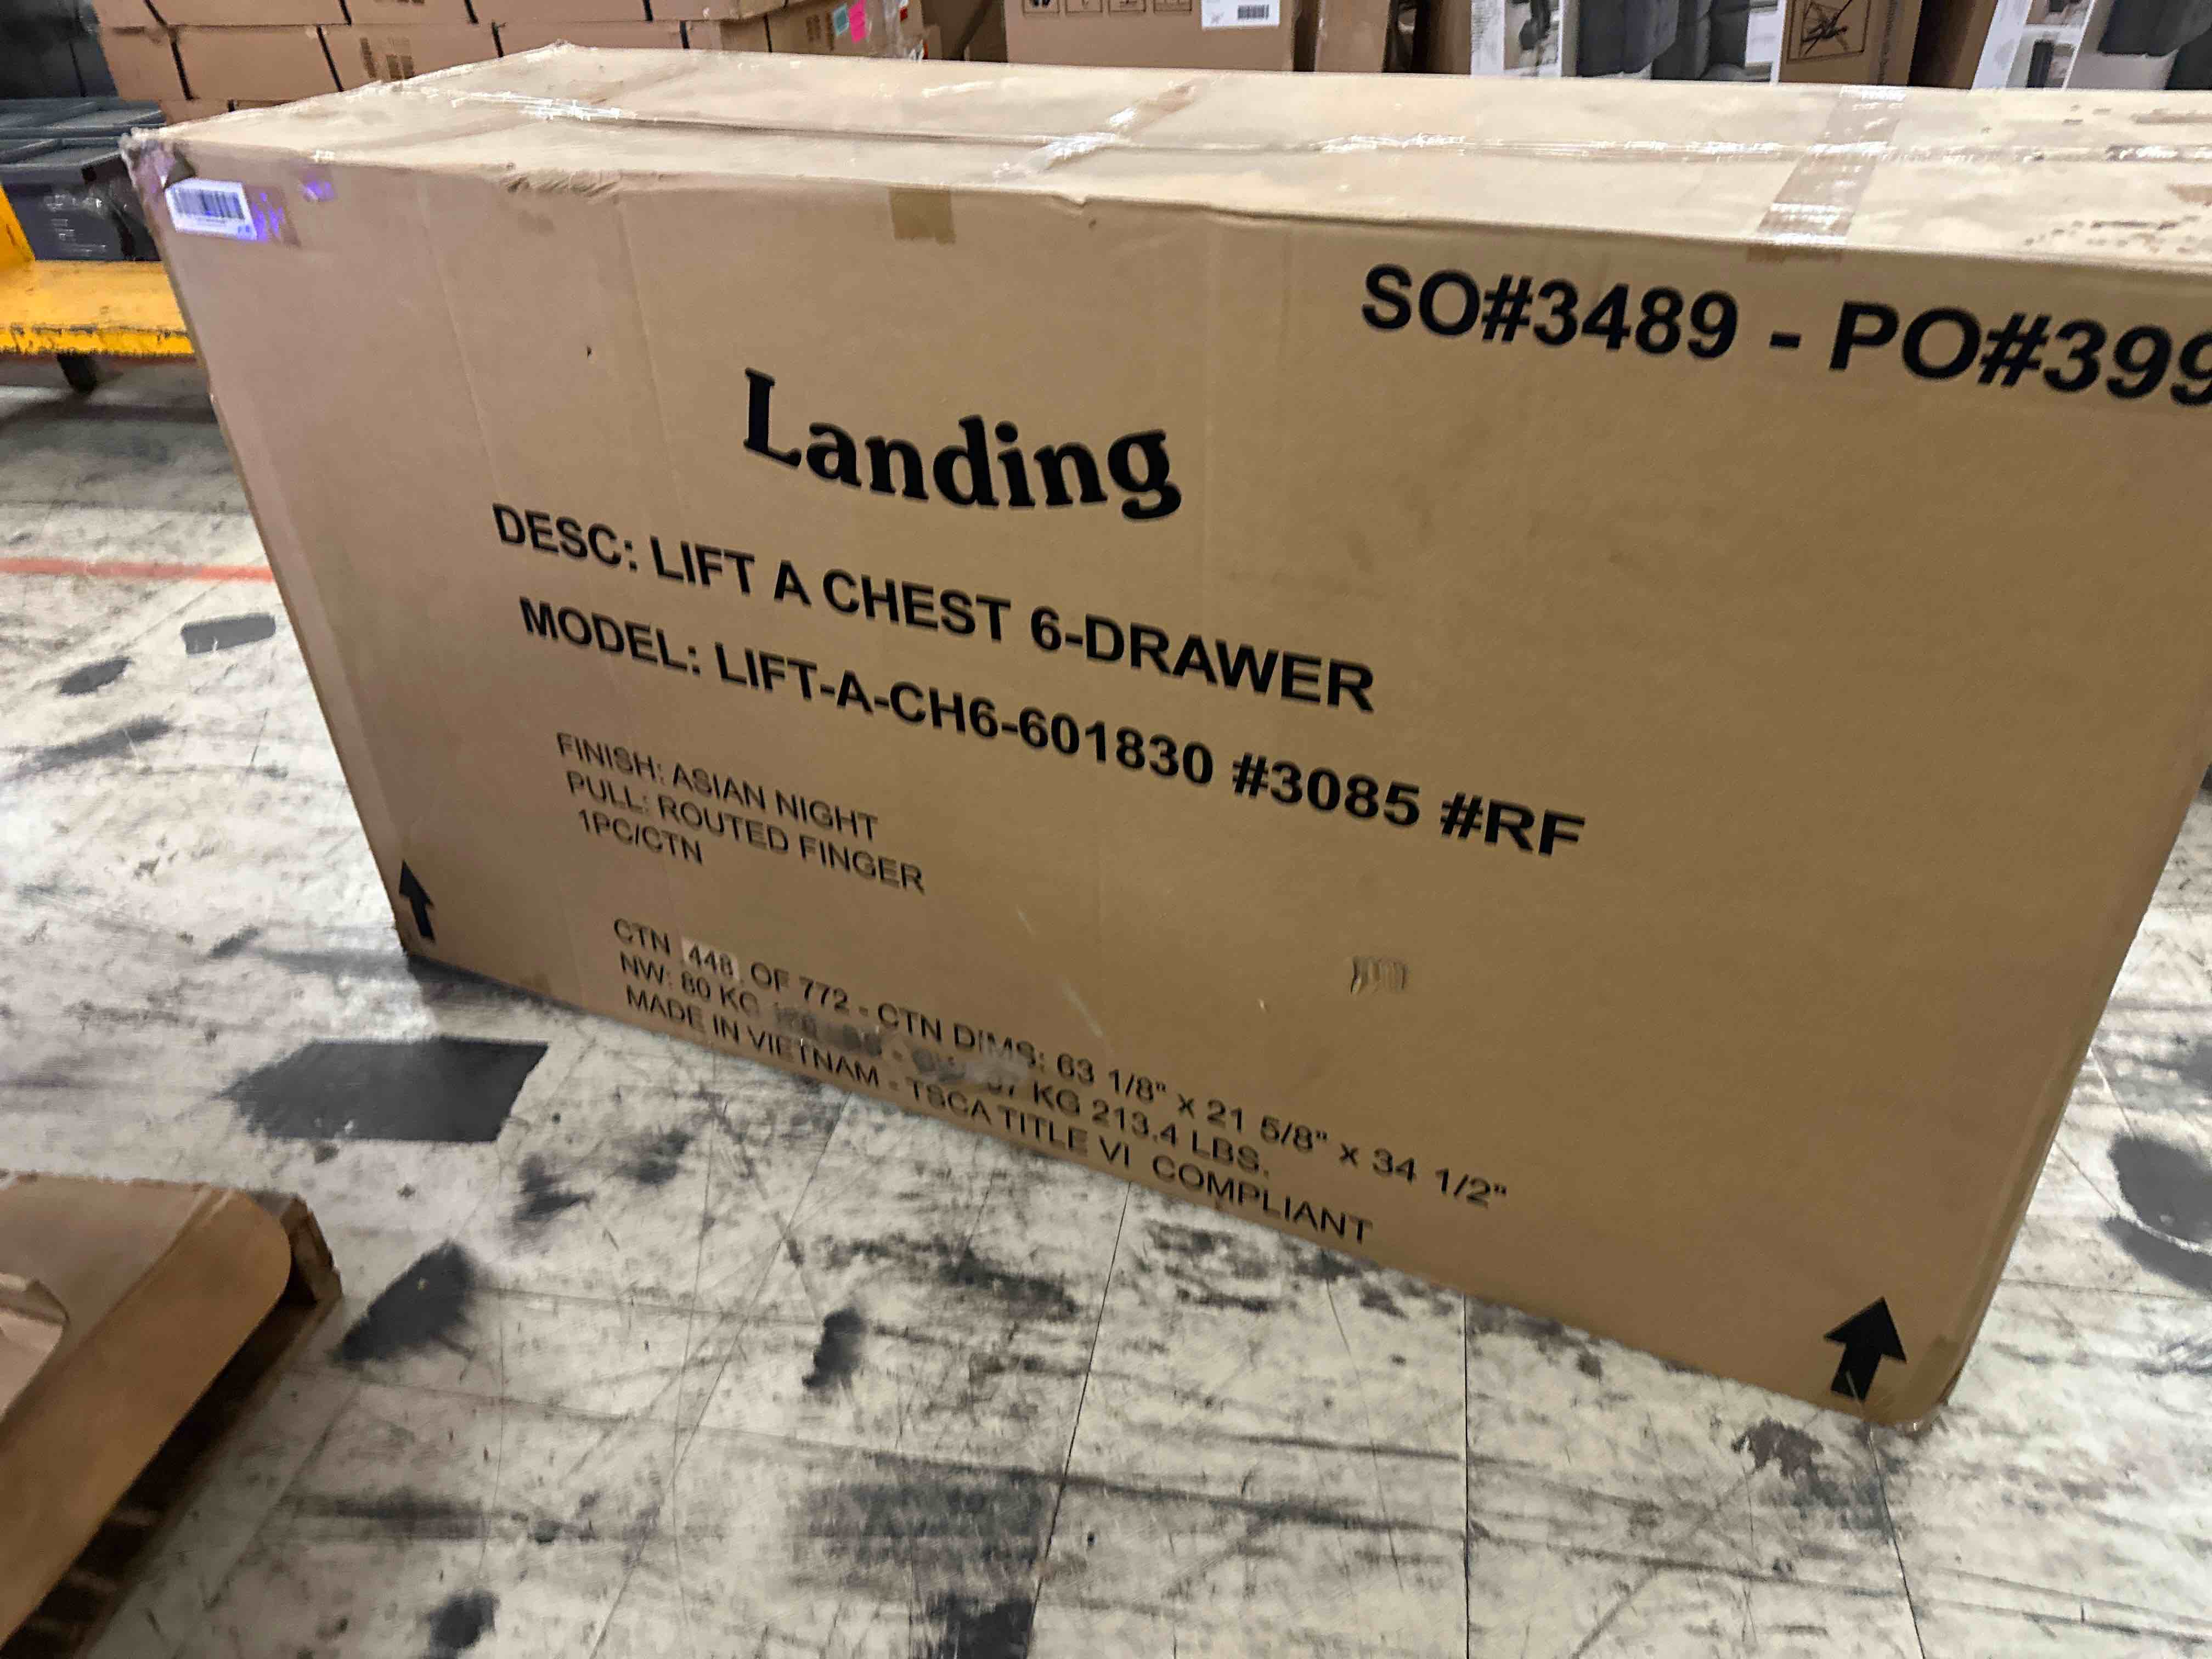 SO#3489 - PO#399
Landing
DESC: LIFT A CHEST 6-DRAWER
MODEL: LIFT-A-CH6-601830 #3085 #RF
FINISH: ASIAN NIGHT
PULL: ROUTED FINGER
1PC/CTN
CTN 448 OF 772 - CTN DIMS: 63 1/8" x 21 5/8" x 34 1/2"
NW: 80 KG KG 213.4 LBS.
MADE IN VIETNAM - TSCA TITLE VI COMPLIANT